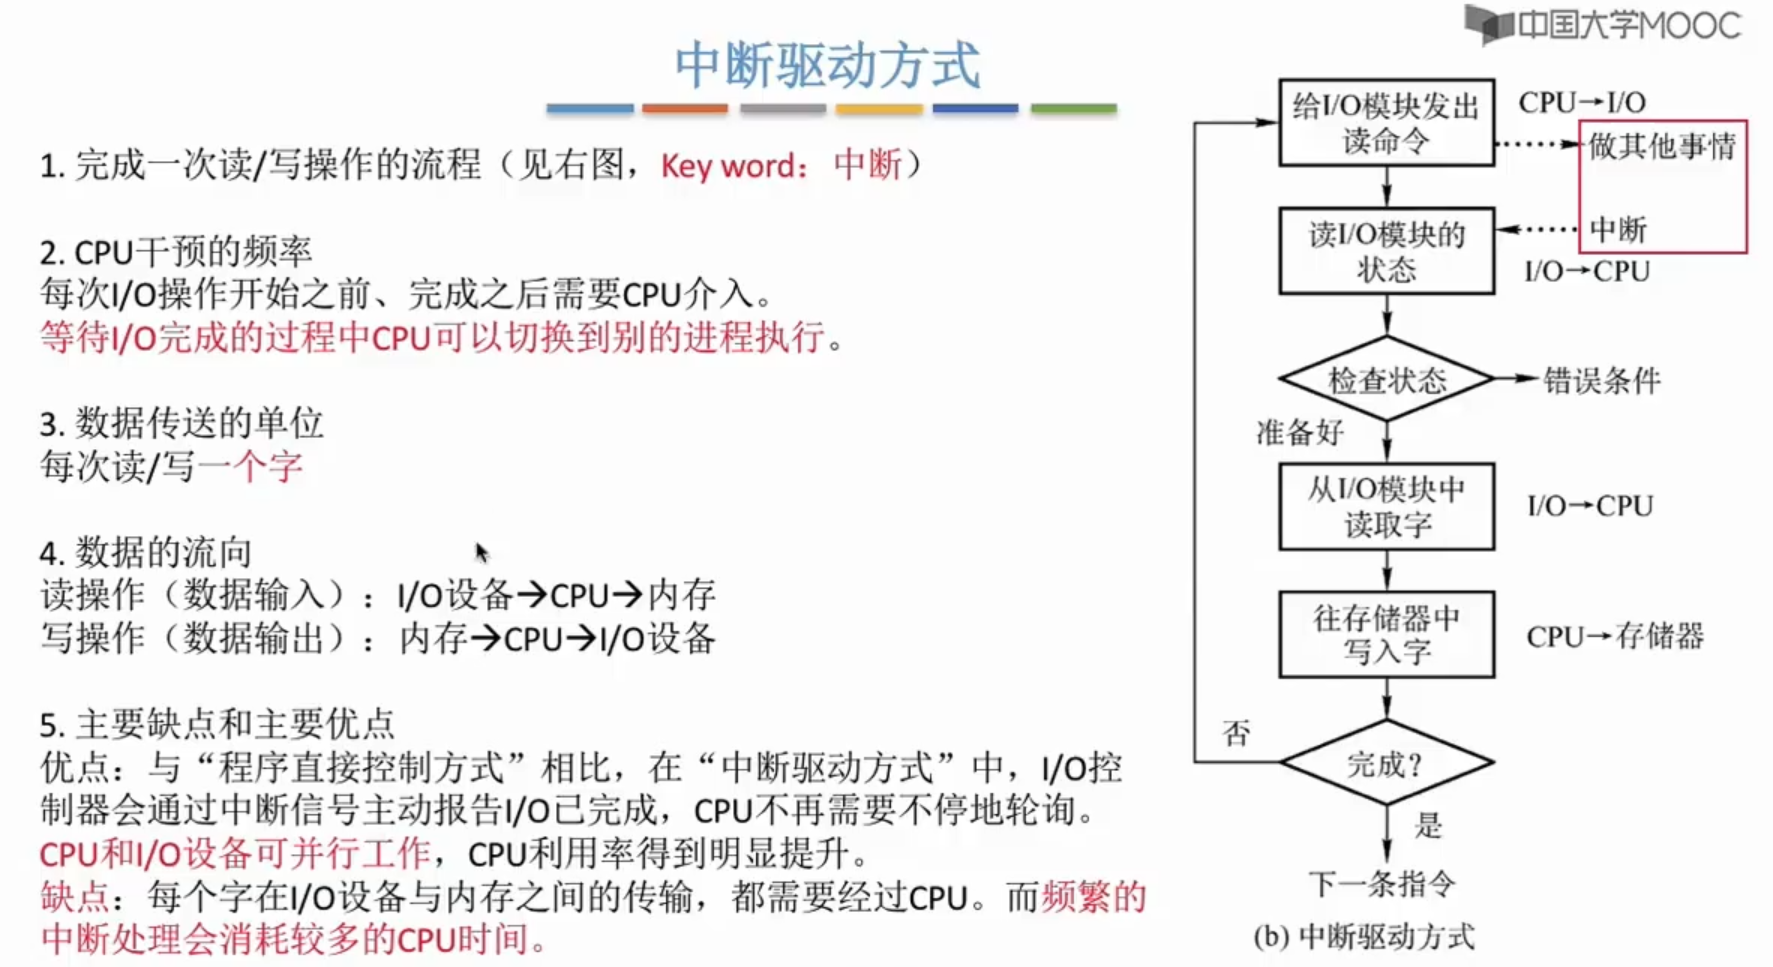 中国大学MOOC
中断驱动方式
1. 完成一次读/写操作的流程（见右图，Key word：中断）
2. CPU干预的频率
每次I/O操作开始之前、完成之后需要CPU介入。
等待I/O完成的过程中CPU可以切换到别的进程执行。
3. 数据传送的单位
每次读/写一个字
4. 数据的流向
读操作（数据输入）：I/O设备→CPU→内存
写操作（数据输出）：内存→CPU→I/O设备
5. 主要缺点和主要优点
优点：与“程序直接控制方式”相比，在“中断驱动方式”中，I/O控
制器会通过中断信号主动报告I/O已完成，CPU不再需要不停地轮询。
CPU和I/O设备可并行工作，CPU利用率得到明显提升。
缺点：每个字在I/O设备与内存之间的传输，都需要经过CPU。而频繁的
中断处理会消耗较多的CPU时间。
给I/O模块发出
读命令
CPU→I/O
做其他事情
读I/O模块的
状态
中断
I/O→CPU
检查状态
错误条件
准备好
从I/O模块中
读取字
I/O→CPU
往存储器中
写入字
CPU→存储器
否
完成？
是
下一条指令
(b) 中断驱动方式